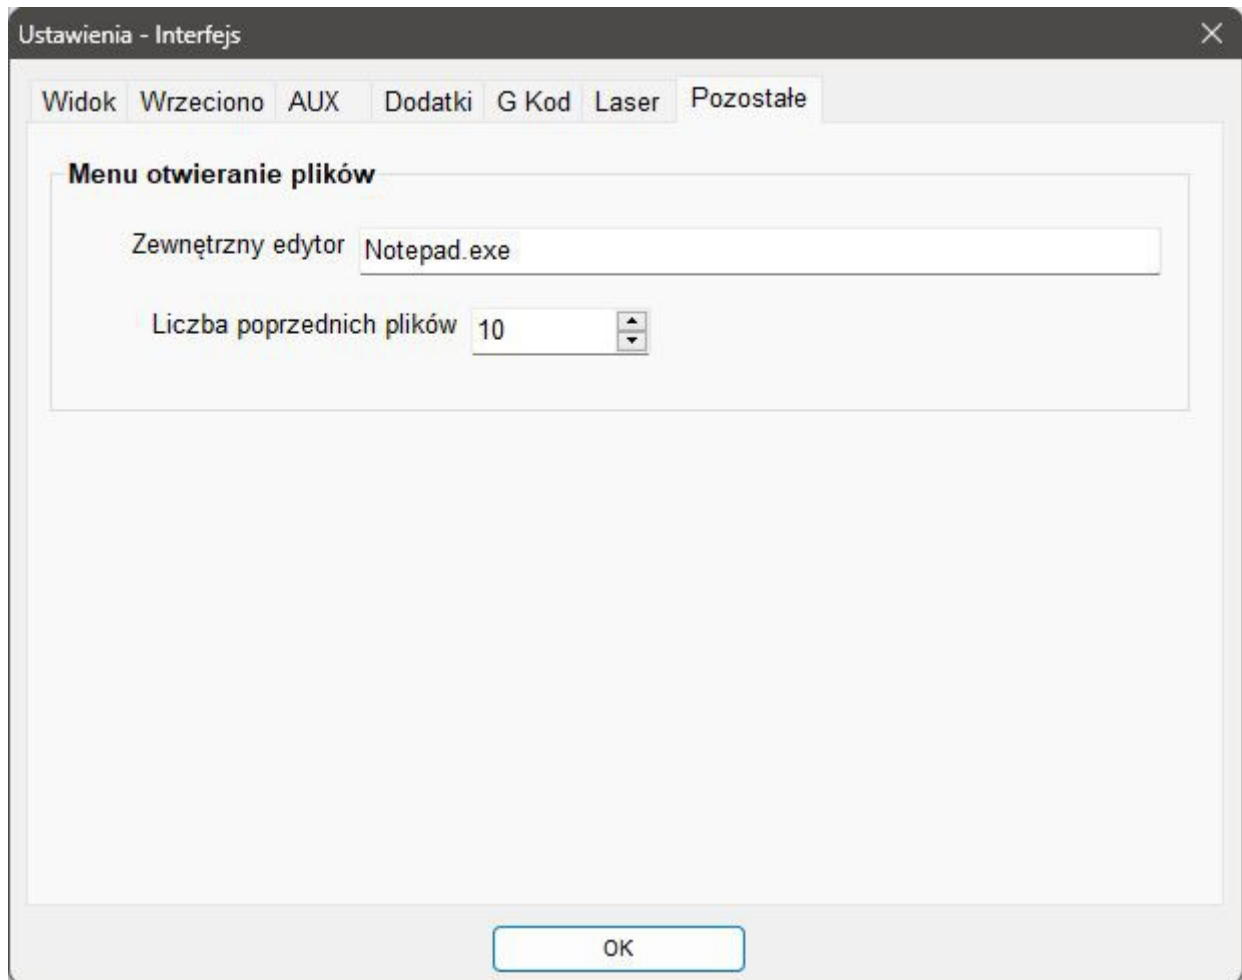 Ustawienia - Interfejs
Widok Wrzeciono AUX Dodatki G Kod Laser Pozostałe
Menu otwieranie plików
Zewnętrzny edytor Notepad.exe
Liczba poprzednich plików 10
OK